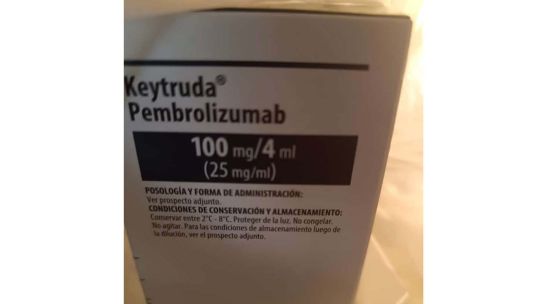 Keytruda®
Pembrolizumab
100 mg/4 ml
(25 mg/ml)
POSOLOGÍA Y FORMA DE ADMINISTRACIÓN:
Ver prospecto adjunto.
CONDICIONES DE CONSERVACIÓN Y ALMACENAMIENTO:
Conservar entre 2°C - 8°C. Proteger de la luz. No congelar.
No agitar. Para las condiciones de almacenamiento luego de
la dilución, ver el prospecto adjunto.